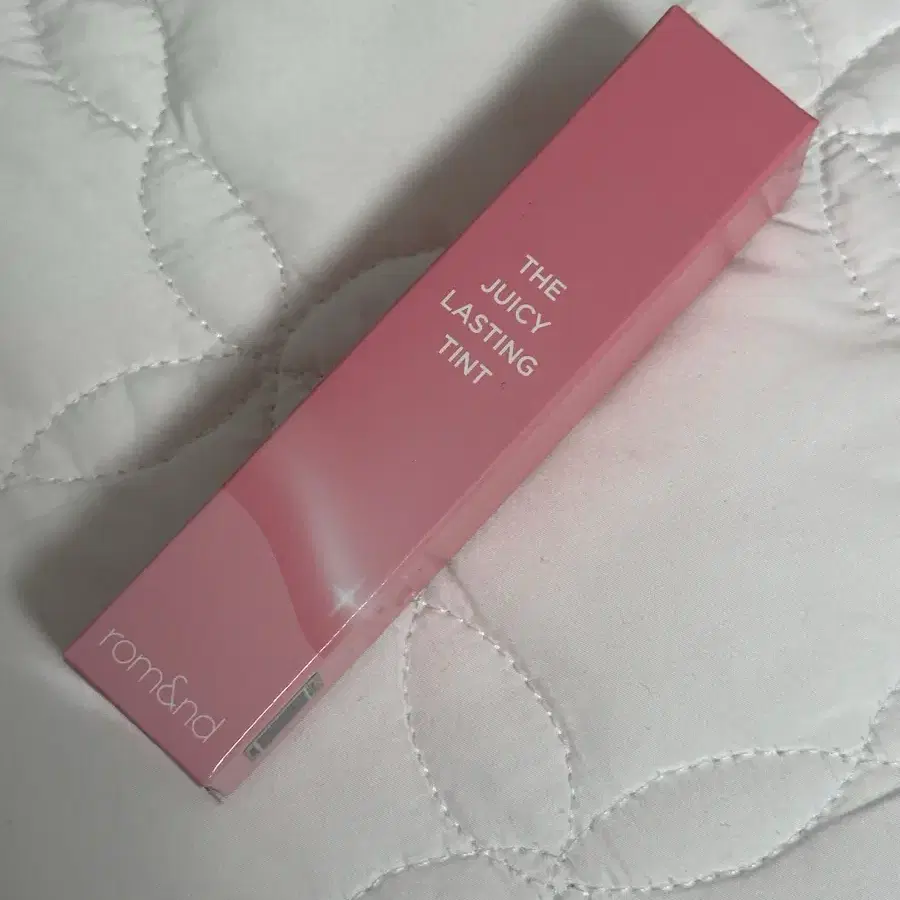 THE
JUICY
LASTING
TINT
rom&nd